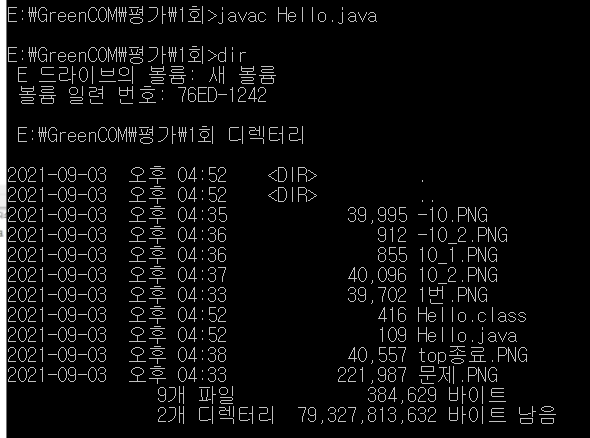 E:₩GreenCOM₩평가₩1회>javac Hello.java
E:₩GreenCOM₩평가₩1회>dir
E 드라이브의 볼륨: 새 볼륨
볼륨 일련 번호: 76ED-1242
E:₩GreenCOM₩평가₩1회 디렉터리
2021-09-03 오후 04:52 <DIR> .
2021-09-03 오후 04:52 <DIR> ..
2021-09-03 오후 04:35 39,995 -10.PNG
2021-09-03 오후 04:36 912 -10_2.PNG
2021-09-03 오후 04:36 855 10_1.PNG
2021-09-03 오후 04:37 40,096 10_2.PNG
2021-09-03 오후 04:33 39,702 1번.PNG
2021-09-03 오후 04:52 416 Hello.class
2021-09-03 오후 04:52 109 Hello.java
2021-09-03 오후 04:38 40,557 top종료.PNG
2021-09-03 오후 04:33 221,987 문제.PNG
9개 파일 384,629 바이트
2개 디렉터리 79,327,813,632 바이트 남음